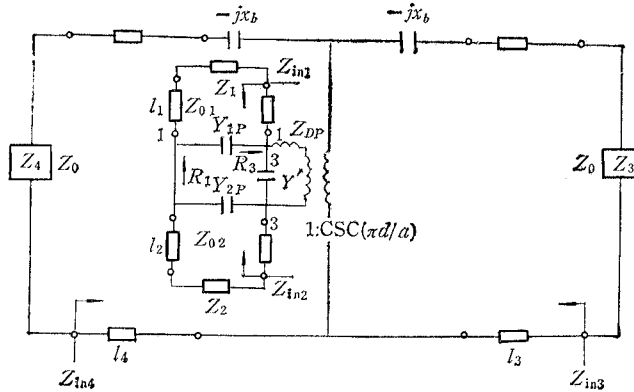 -jx_b -jx_b
Z_1 Z_in1
l_1 Z_01 Z_DP
1 Y_1P 1
Z_4 Z_0 R_1 R_3 3 Y' Z_0 Z_3
Y_2P
l_2 Z_02 3 1:CSC(πd/a)
Z_2 Z_in2
l_4 l_3
Z_in4 Z_in3